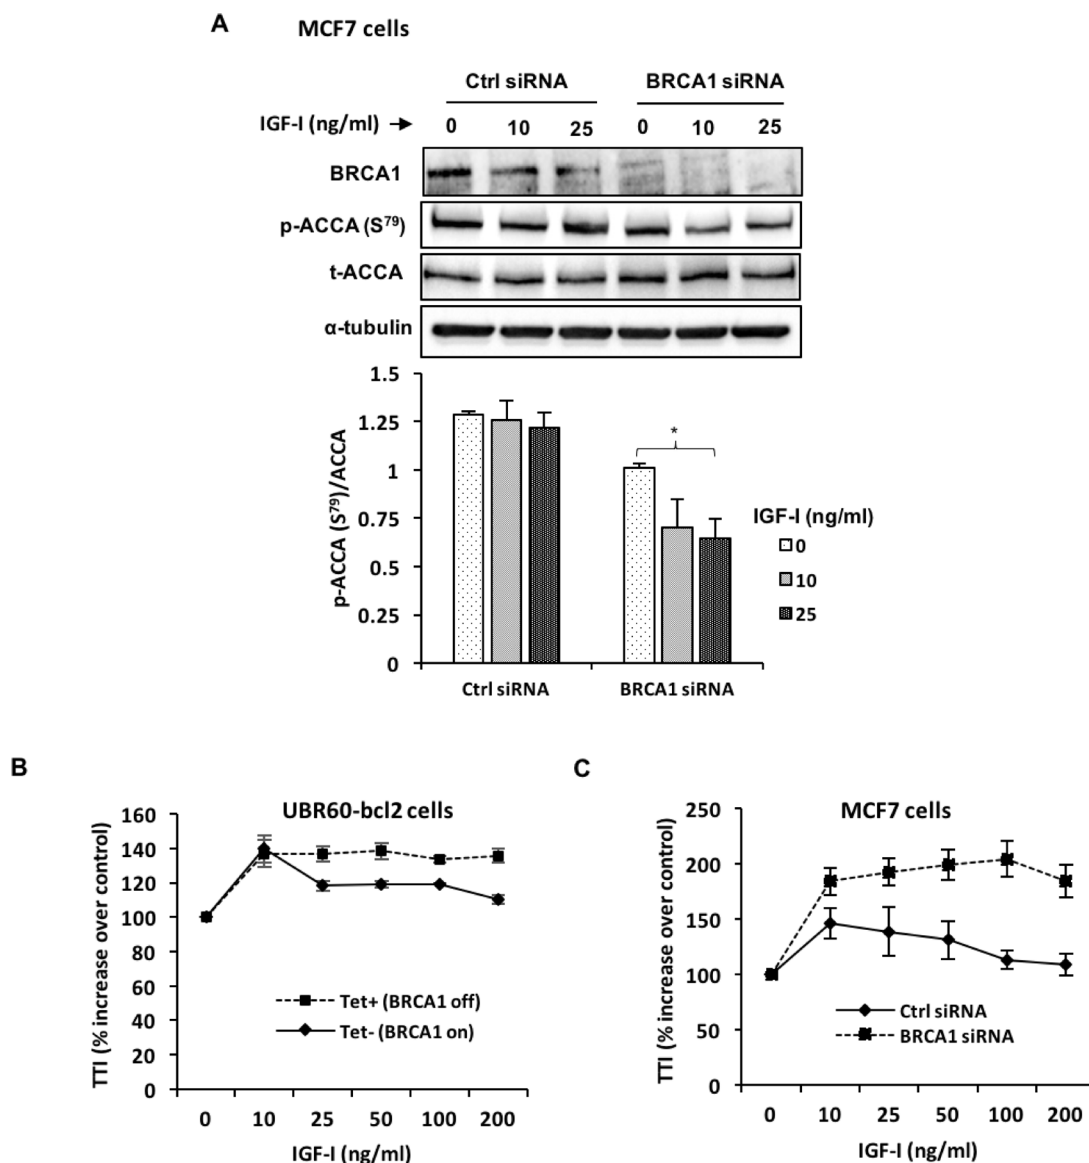 A
MCF7 cells
Ctrl siRNA BRCA1 siRNA
IGF-I (ng/ml) → 0 10 25 0 10 25
BRCA1
p-ACCA (S⁷⁹)
t-ACCA
α-tubulin
p-ACCA (S⁷⁹)/ACCA
1.5
1.25
1
0.75
0.5
0.25
0
*
IGF-I (ng/ml)
0
10
25
Ctrl siRNA BRCA1 siRNA
B
UBR60-bcl2 cells
TTI (% increase over control)
160
140
120
100
80
60
40
20
0
Tet+ (BRCA1 off)
Tet- (BRCA1 on)
0 10 25 50 100 200
IGF-I (ng/ml)
C
MCF7 cells
TTI (% increase over control)
250
200
150
100
50
0
Ctrl siRNA
BRCA1 siRNA
0 10 25 50 100 200
IGF-I (ng/ml)